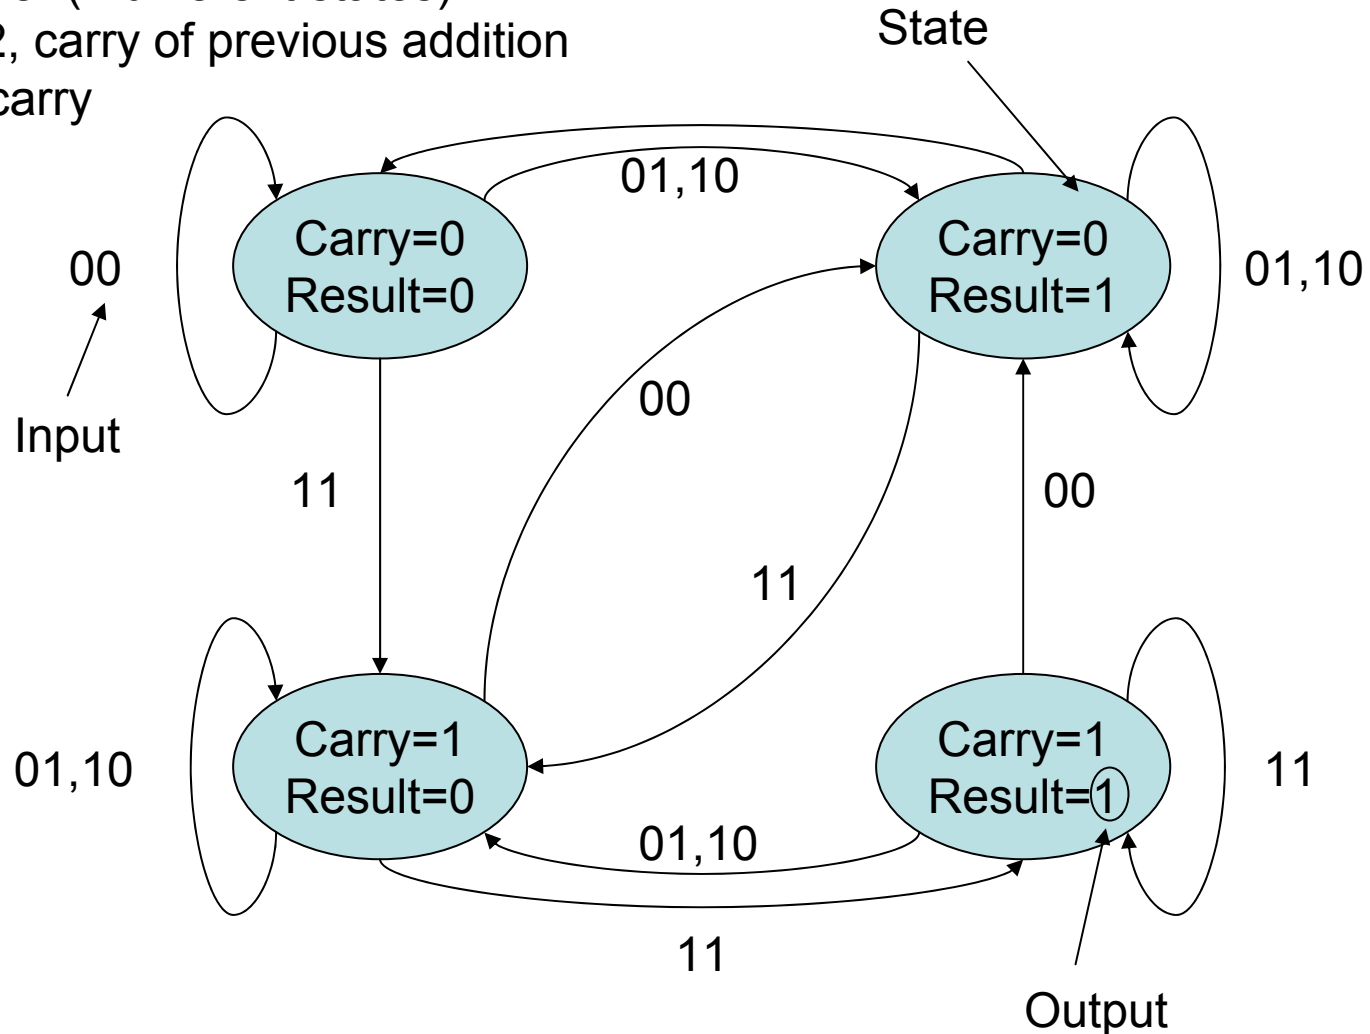 2, carry of previous addition
carry
State
01,10
Carry=0
Result=0
Carry=0
Result=1
00
01,10
Input
00
11
00
11
Carry=1
Result=0
Carry=1
Result=1
01,10
11
01,10
11
Output